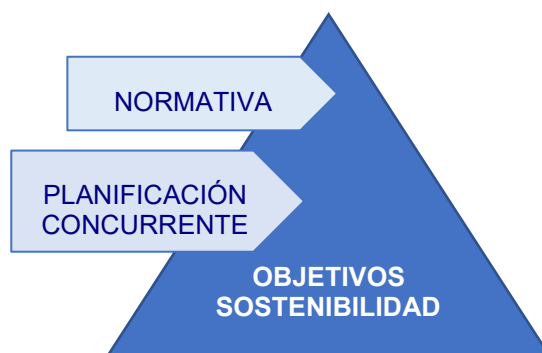 NORMATIVA
PLANIFICACIÓN
CONCURRENTE
OBJETIVOS
SOSTENIBILIDAD